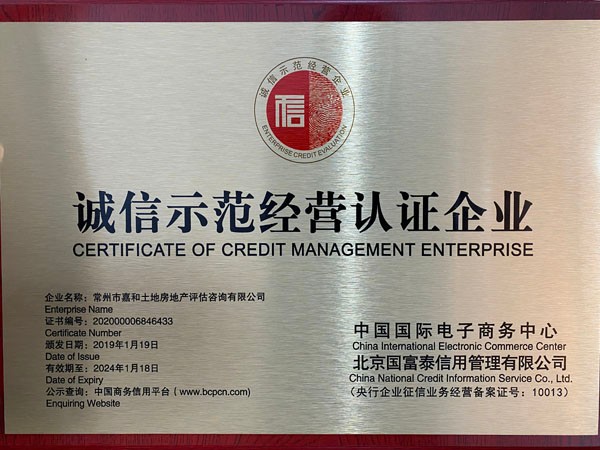 诚信示范经营企业
信
ENTERPRISE CREDIT EVALUATION
诚信示范经营认证企业
CERTIFICATE OF CREDIT MANAGEMENT ENTERPRISE
企业名称：常州市嘉和土地房地产评估咨询有限公司
Enterprise Name
证书编号：202000006846433
Certificate Number
颁发日期：2019年1月19日
Date of Issue
有效期至：2024年1月18日
Date of Expiry
公示查询：中国商务信用平台（www.bcpcn.com)
Enquiring Website
中国国际电子商务中心
China International Electronic Commerce Center
北京国富泰信用管理有限公司
China National Credit Information Service Co., Ltd.
（央行企业征信业务经营备案证号：10013）